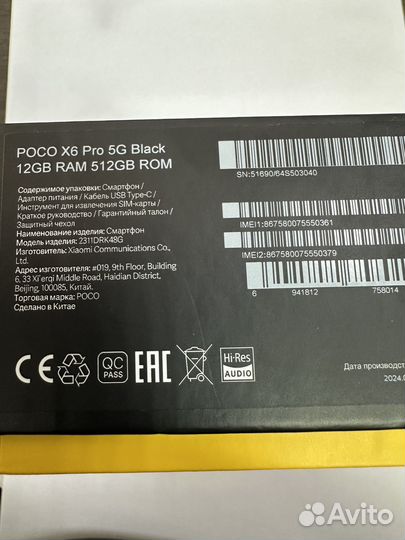 POCO X6 Pro 5G Black
12GB RAM 512GB ROM
Содержимое упаковки: Смартфон /
Адаптер питания / Кабель USB Type-C /
Инструмент для извлечения SIM-карты /
Краткое руководство / Гарантийный талон /
Защитный чехол
Наименование изделия: Смартфон
Модель изделия: 2311DRK48G
Изготовитель: Xiaomi Communications Co.,
Ltd.
Адрес изготовителя: #019, 9th Floor, Building
6, 33 Xi'erqi Middle Road, Haidian District,
Beijing, 100085, Китай.
Торговая марка: POCO
Сделано в Китае
SN:51690/64S503040
IMEI1:867580075550361
IMEI2:867580075550379
6 941812 758014
CE
QC
PASS
EAC
Hi-Res
AUDIO
Дата производст
2024.0
Avito